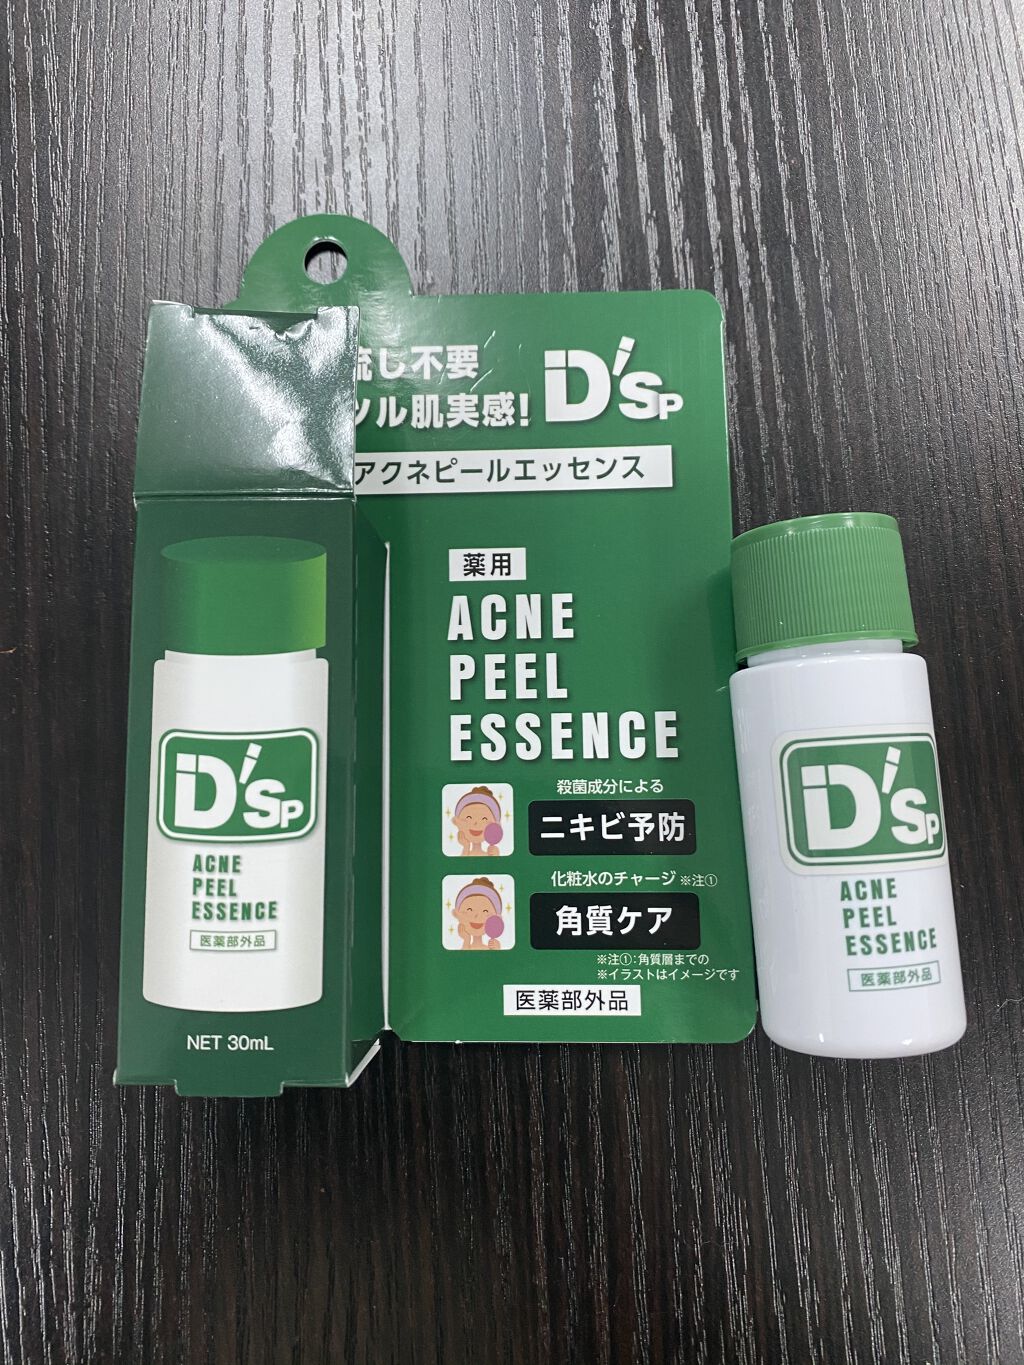 流し不要
ツル肌実感!
D'sP
アクネピールエッセンス
薬用
ACNE
PEEL
ESSENCE
殺菌成分による
ニキビ予防
化粧水のチャージ ※注①
角質ケア
※注①:角質層までの
※イラストはイメージです
医薬部外品
D'sP
ACNE
PEEL
ESSENCE
医薬部外品
NET 30mL
D'sP
ACNE
PEEL
ESSENCE
医薬部外品